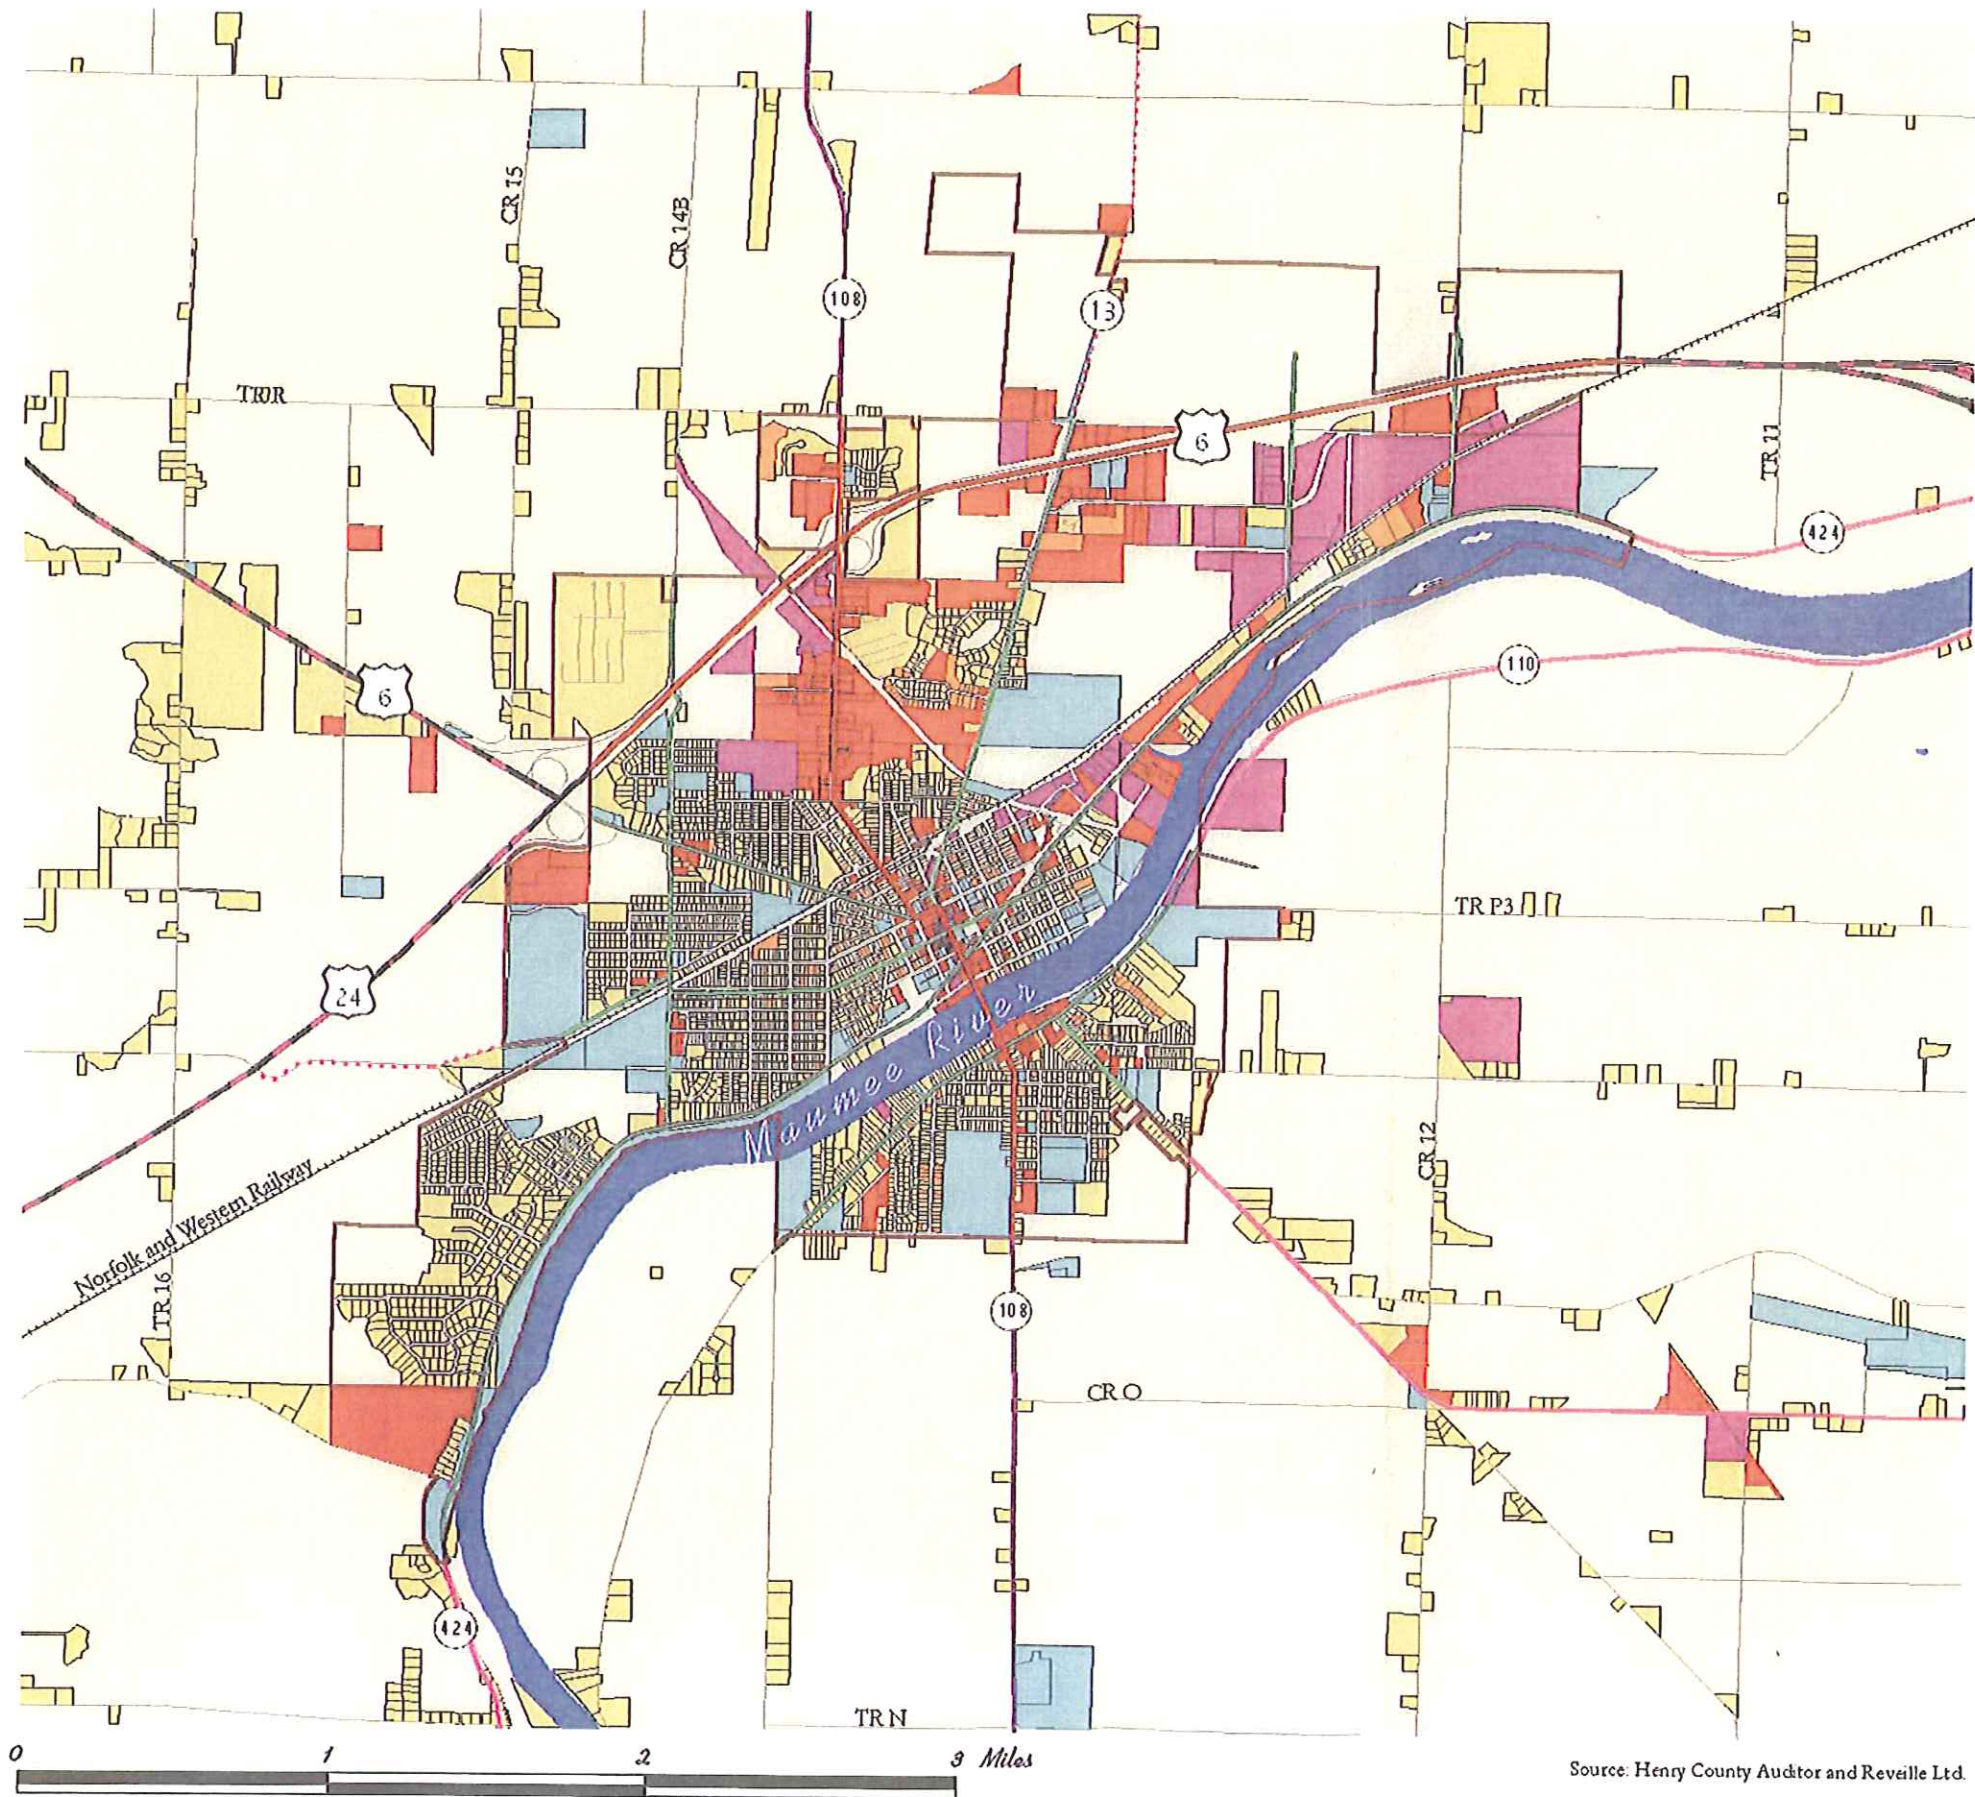 CR 15
CR 14B
108
13
TR R
6
TR 11
424
6
110
TR P3
24
Maumee River
CR 12
Norfolk and Western Railway
TR 16
108
CR O
424
TR N
0 1 2 3 Miles
Source: Henry County Auditor and Reveille Ltd.